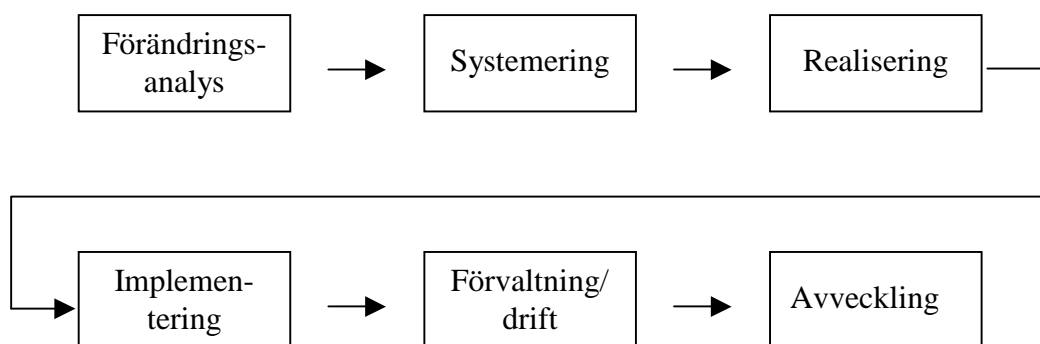 Förändrings-
analys
Systemering
Realisering
Implemen-
tering
Förvaltning/
drift
Avveckling